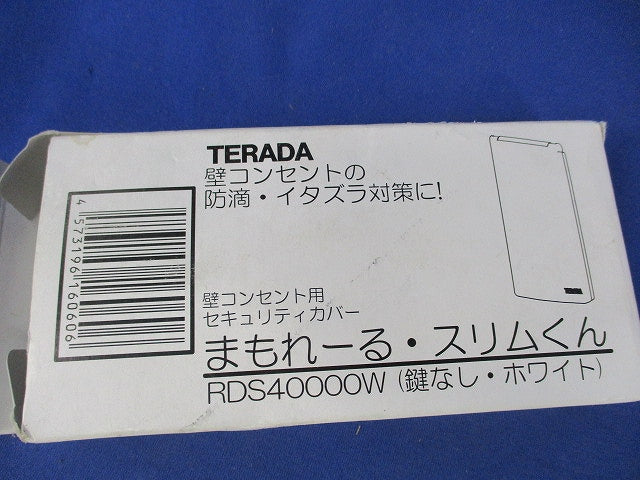 TERADA
壁コンセントの
防滴・イタズラ対策に!
壁コンセント用
セキュリティカバー
まもれーる・スリムくん
RDS40000W (鍵なし・ホワイト)
4 573196 160606